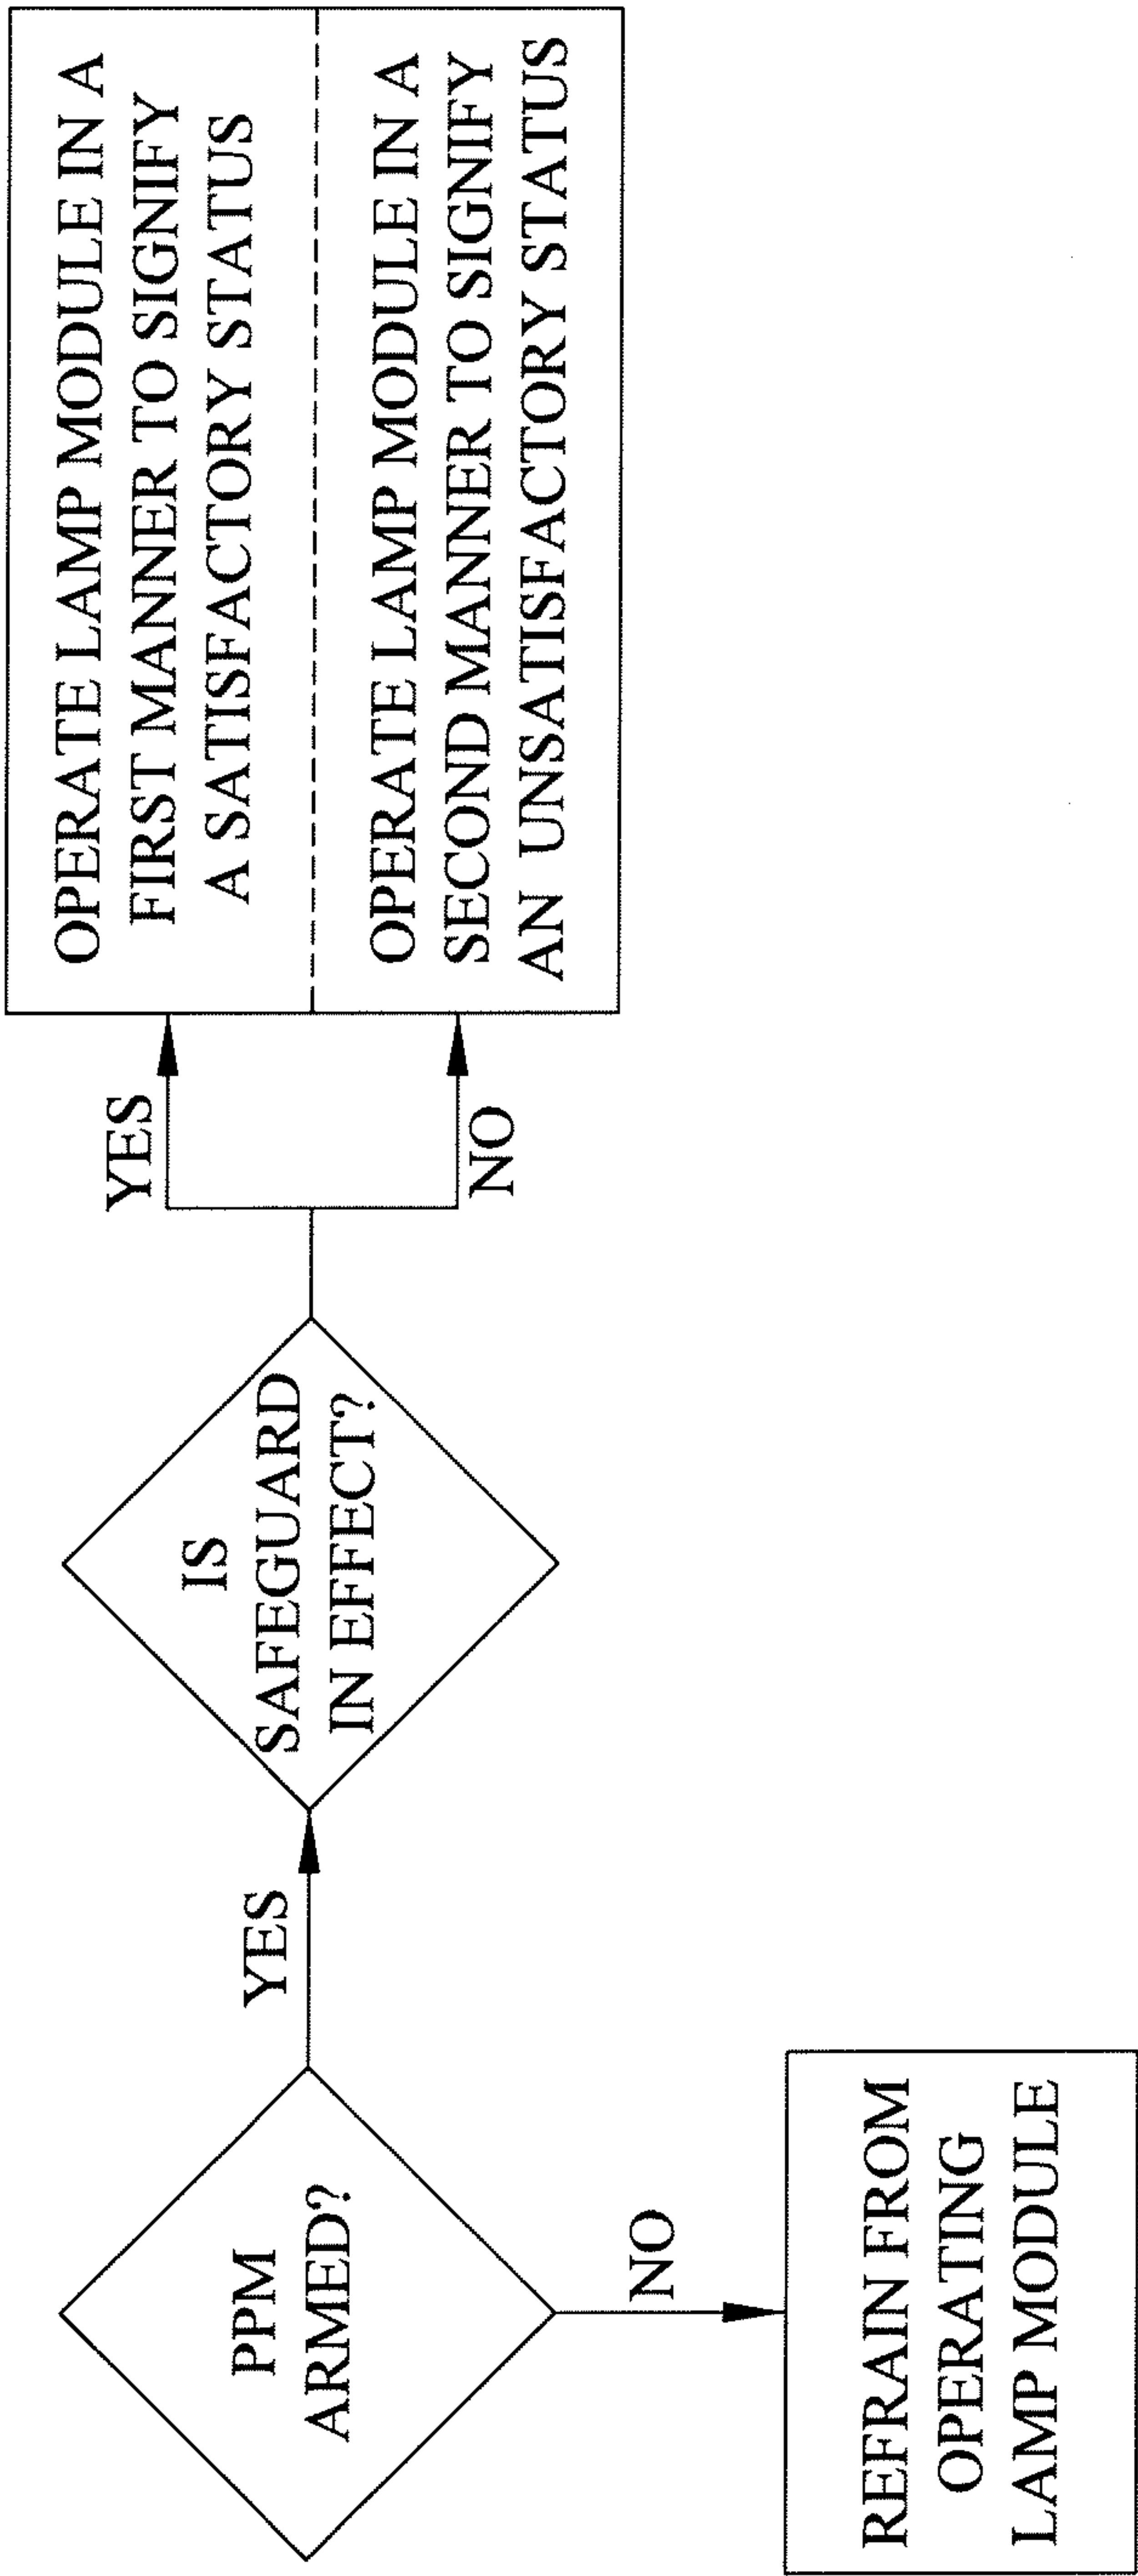 PPM
ARMED?
YES
NO
REFRAIN FROM
OPERATING
LAMP MODULE
IS
SAFEGUARD
IN EFFECT?
YES
NO
OPERATE LAMP MODULE IN A
FIRST MANNER TO SIGNIFY
A SATISFACTORY STATUS
OPERATE LAMP MODULE IN A
SECOND MANNER TO SIGNIFY
AN UNSATISFACTORY STATUS